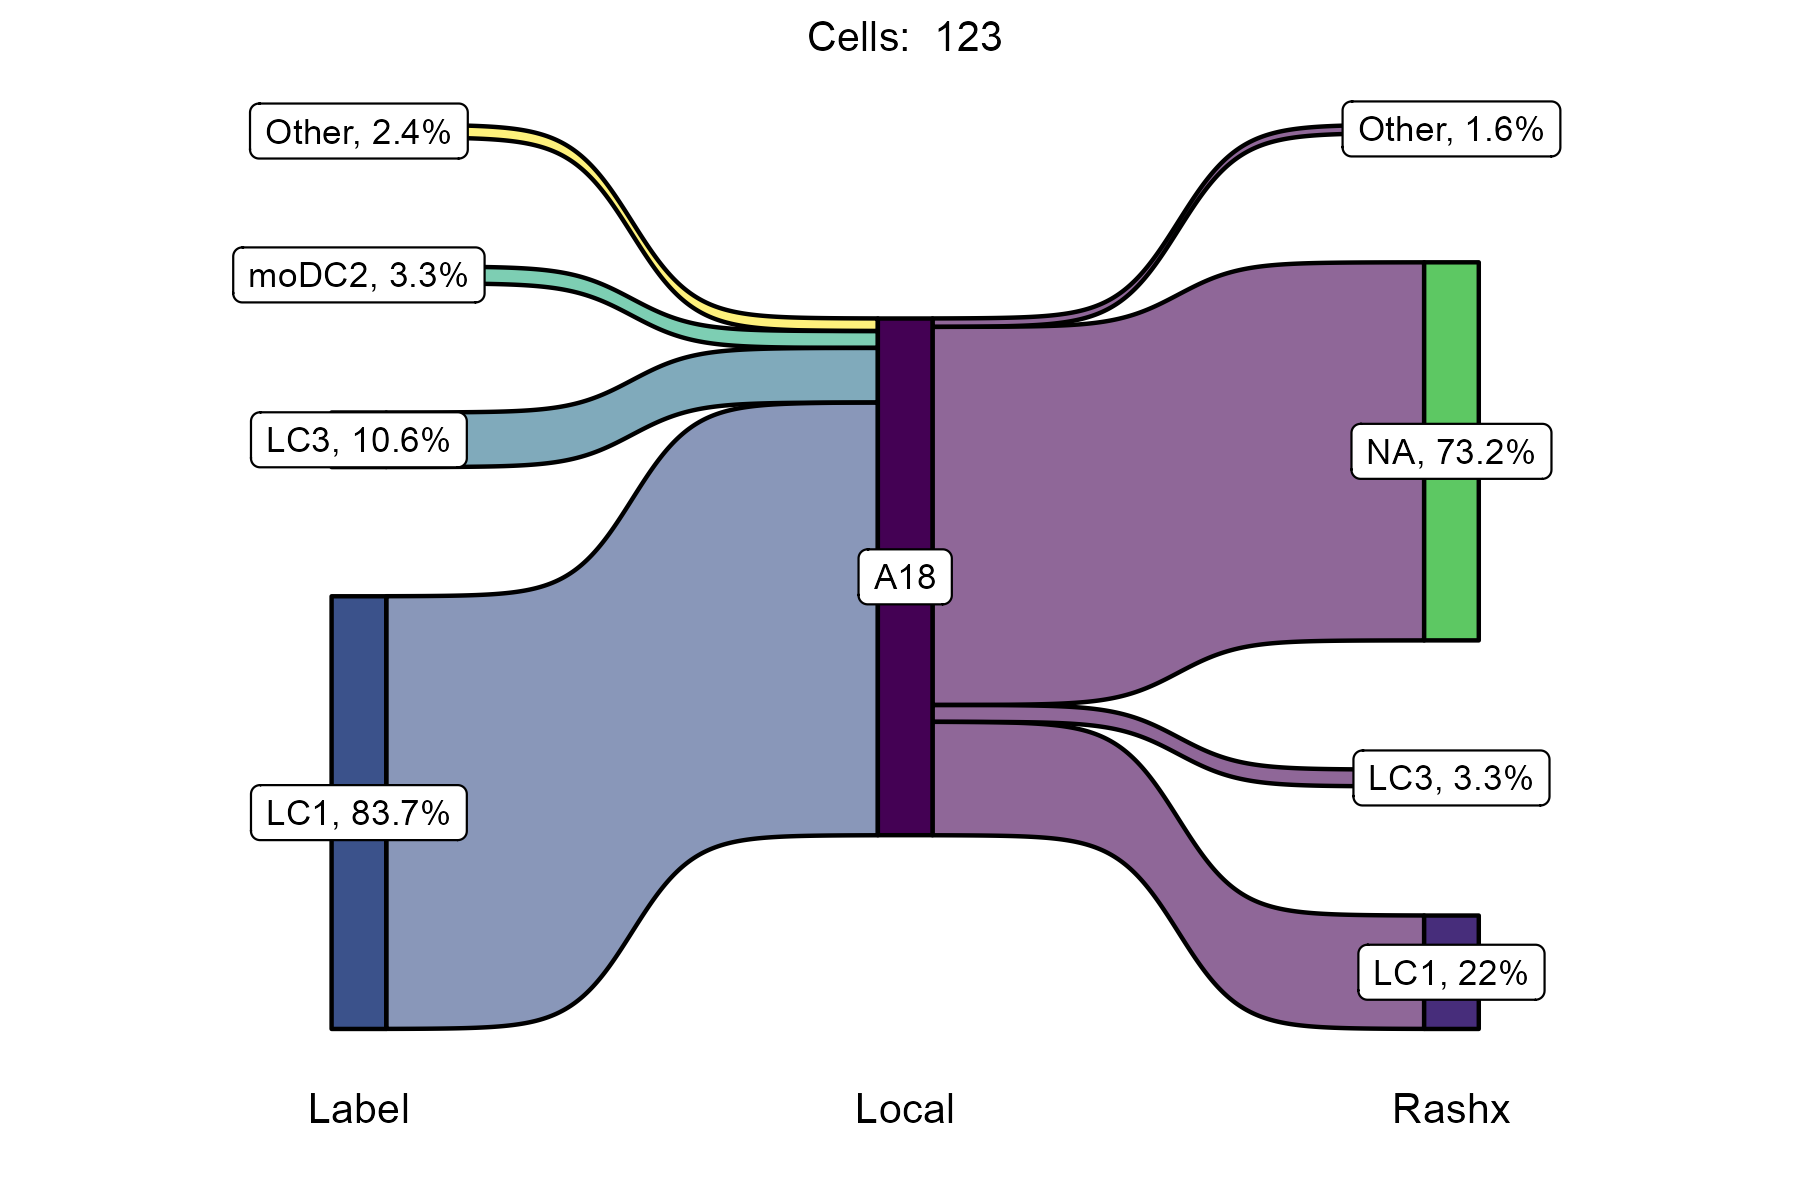 Cells:  123
Other, 2.4%
Other, 1.6%
moDC2, 3.3%
LC3, 10.6%
NA, 73.2%
A18
LC3, 3.3%
LC1, 83.7%
LC1, 22%
Label
Local
Rashx